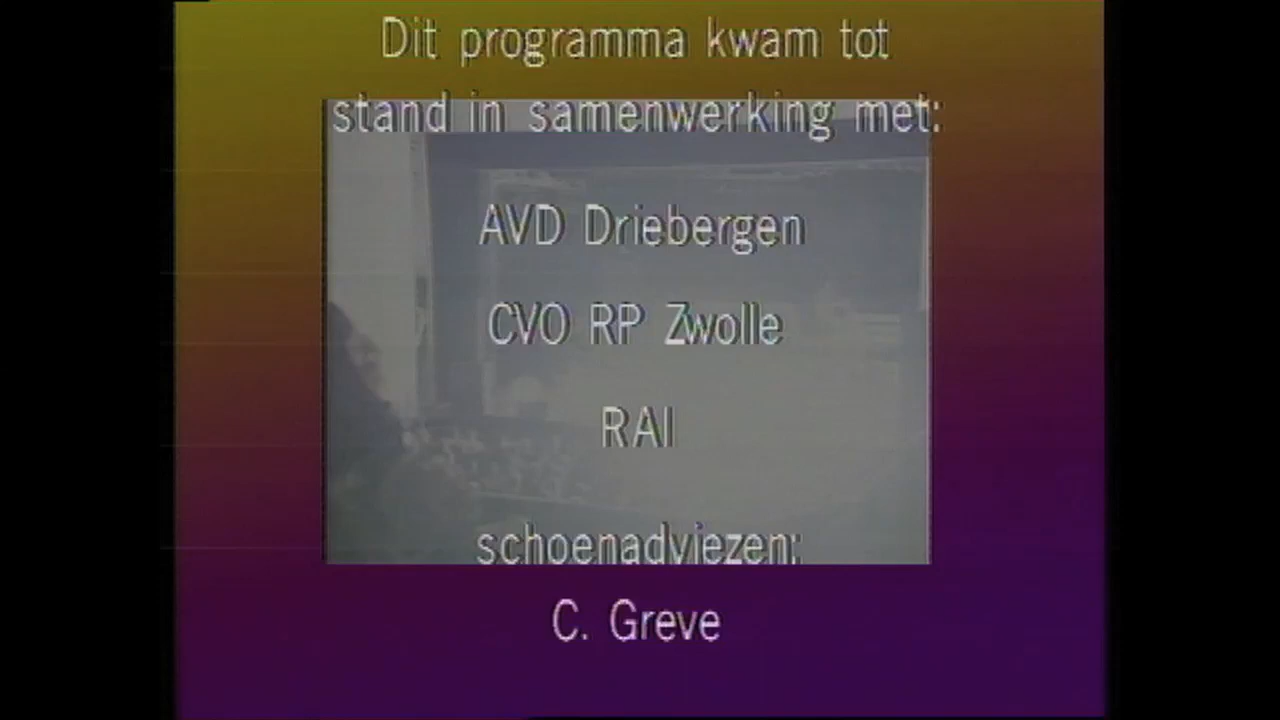 Dit programma kwam tot
stand in samenwerking met:
AVD Driebergen
CVO RP Zwolle
RAI
schoenadviezen:
C. Greve